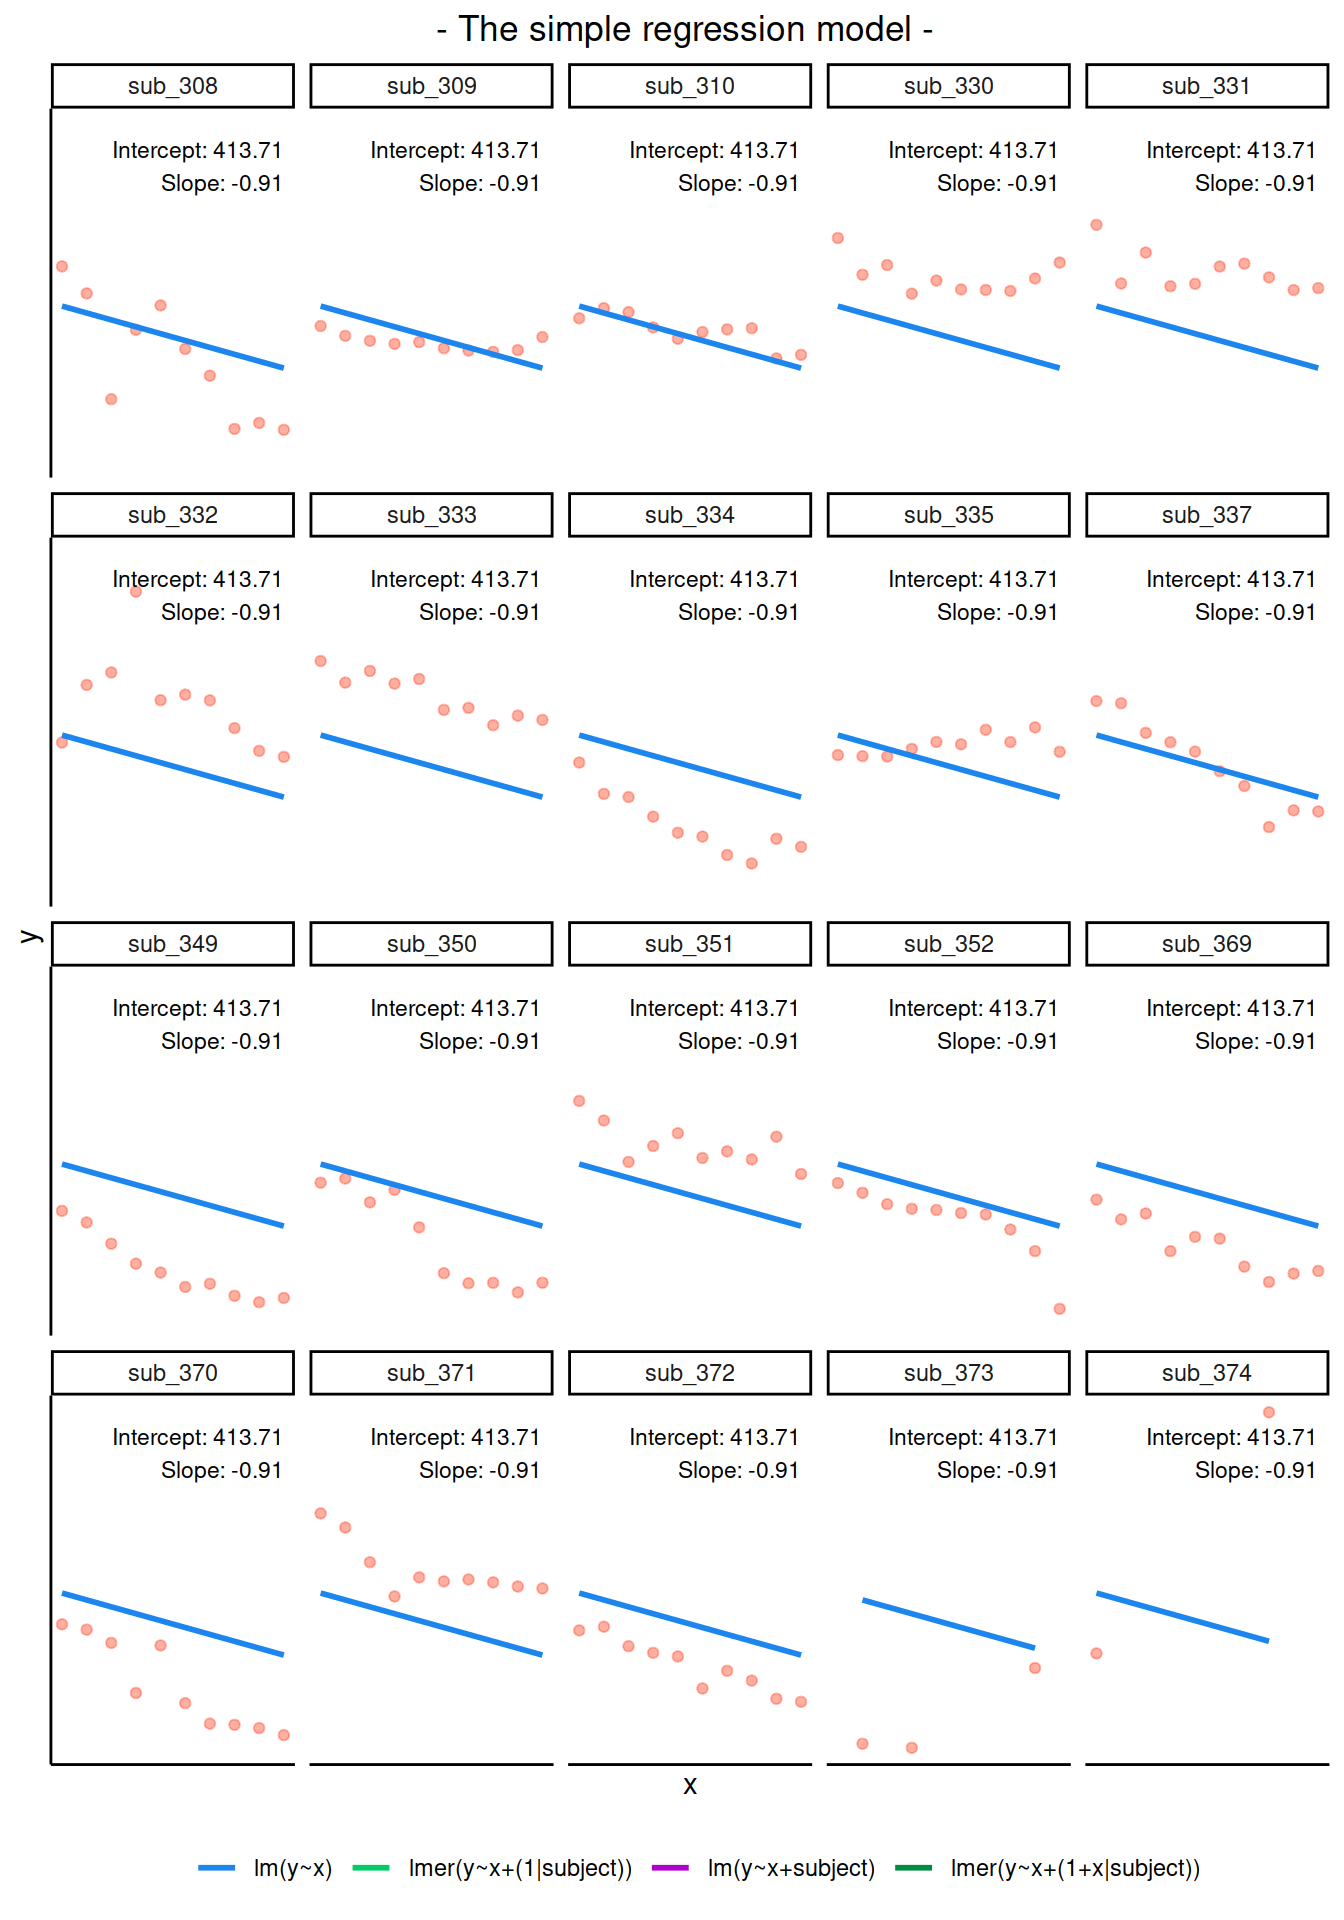 - The simple regression model -
sub_308 sub_309 sub_310 sub_330 sub_331
Intercept: 413.71 Intercept: 413.71 Intercept: 413.71 Intercept: 413.71 Intercept: 413.71
Slope: -0.91 Slope: -0.91 Slope: -0.91 Slope: -0.91 Slope: -0.91
sub_332 sub_333 sub_334 sub_335 sub_337
Intercept: 413.71 Intercept: 413.71 Intercept: 413.71 Intercept: 413.71 Intercept: 413.71
Slope: -0.91 Slope: -0.91 Slope: -0.91 Slope: -0.91 Slope: -0.91
y
sub_349 sub_350 sub_351 sub_352 sub_369
Intercept: 413.71 Intercept: 413.71 Intercept: 413.71 Intercept: 413.71 Intercept: 413.71
Slope: -0.91 Slope: -0.91 Slope: -0.91 Slope: -0.91 Slope: -0.91
sub_370 sub_371 sub_372 sub_373 sub_374
Intercept: 413.71 Intercept: 413.71 Intercept: 413.71 Intercept: 413.71 Intercept: 413.71
Slope: -0.91 Slope: -0.91 Slope: -0.91 Slope: -0.91 Slope: -0.91
x
lm(y~x) lmer(y~x+(1|subject)) lm(y~x+subject) lmer(y~x+(1+x|subject))